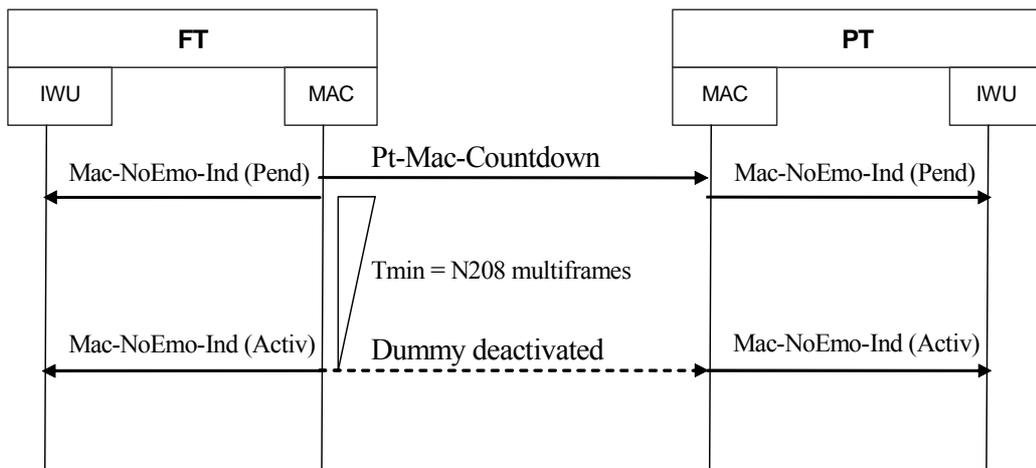 FT
PT
IWU
MAC
MAC
IWU
Pt-Mac-Countdown
Mac-NoEmo-Ind (Pend)
Mac-NoEmo-Ind (Pend)
Tmin = N208 multiframes
Mac-NoEmo-Ind (Activ)
Dummy deactivated
Mac-NoEmo-Ind (Activ)